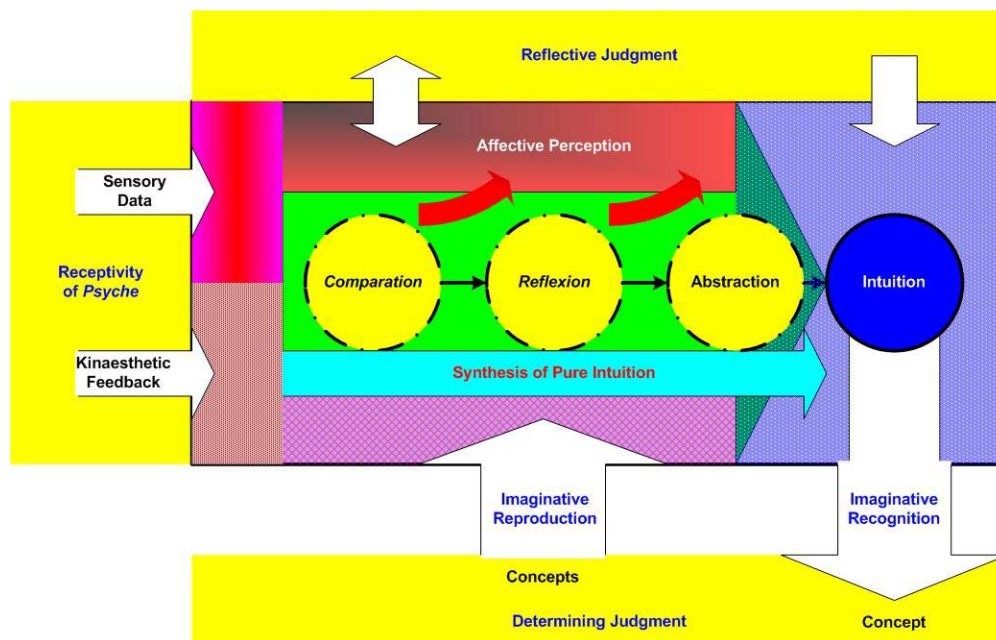 Reflective Judgment
Affective Perception
Sensory
Data
Receptivity
of Psyche
Comparation
Reflexion
Abstraction
Intuition
Kinaesthetic
Feedback
Synthesis of Pure Intuition
Imaginative
Reproduction
Imaginative
Recognition
Concepts
Determining Judgment
Concept